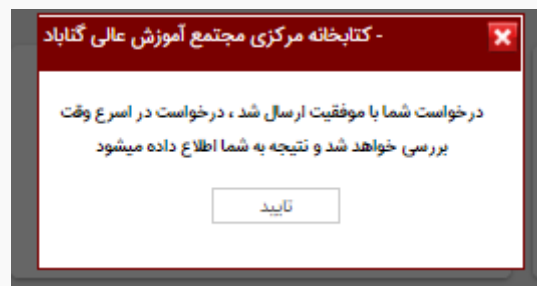 - کتابخانه مرکزی مجتمع آموزش عالی گناباد
درخواست شما با موفقیت ارسال شد ، درخواست در اسرع وقت
بررسی خواهد شد و نتیجه به شما اطلاع داده میشود
تایید